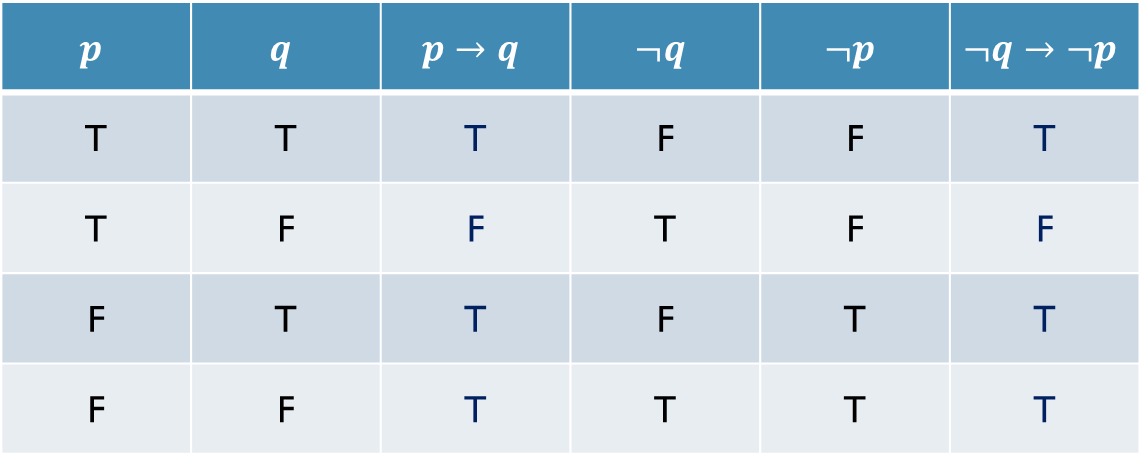 p q p → q ¬q ¬p ¬q → ¬p
T T T F F T
T F F T F F
F T T F T T
F F T T T T